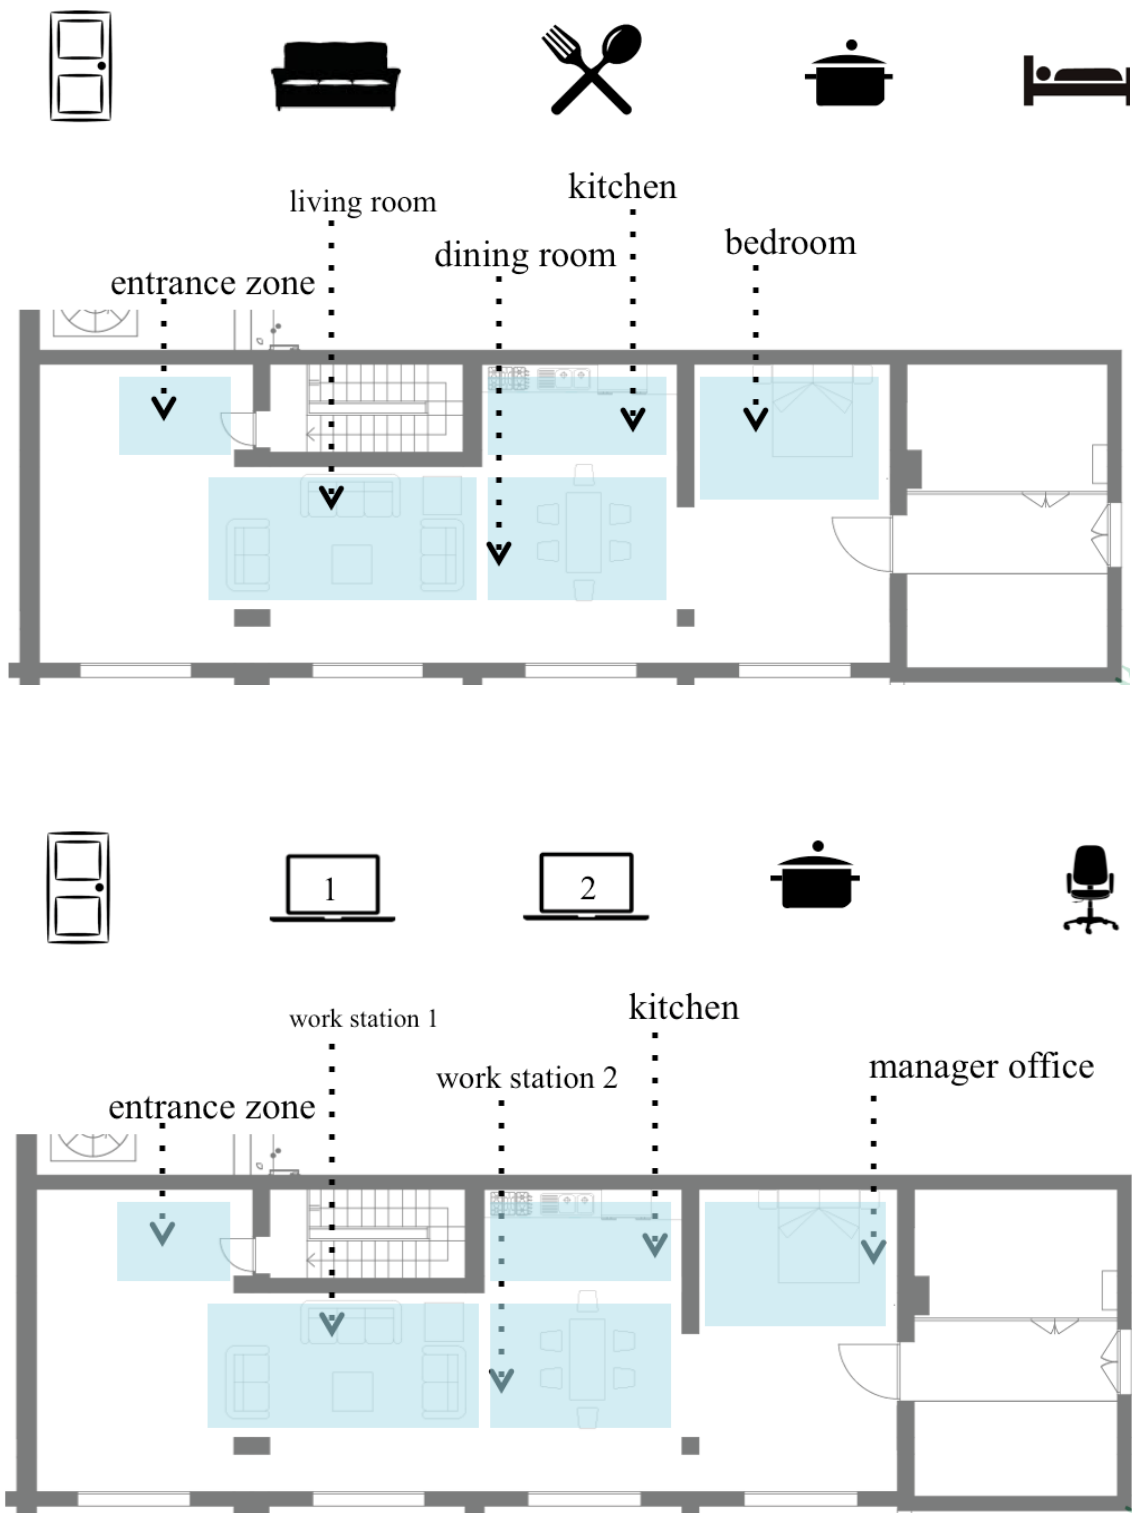 kitchen
living room
bedroom
dining room
entrance zone
1
2
kitchen
work station 1
manager office
work station 2
entrance zone